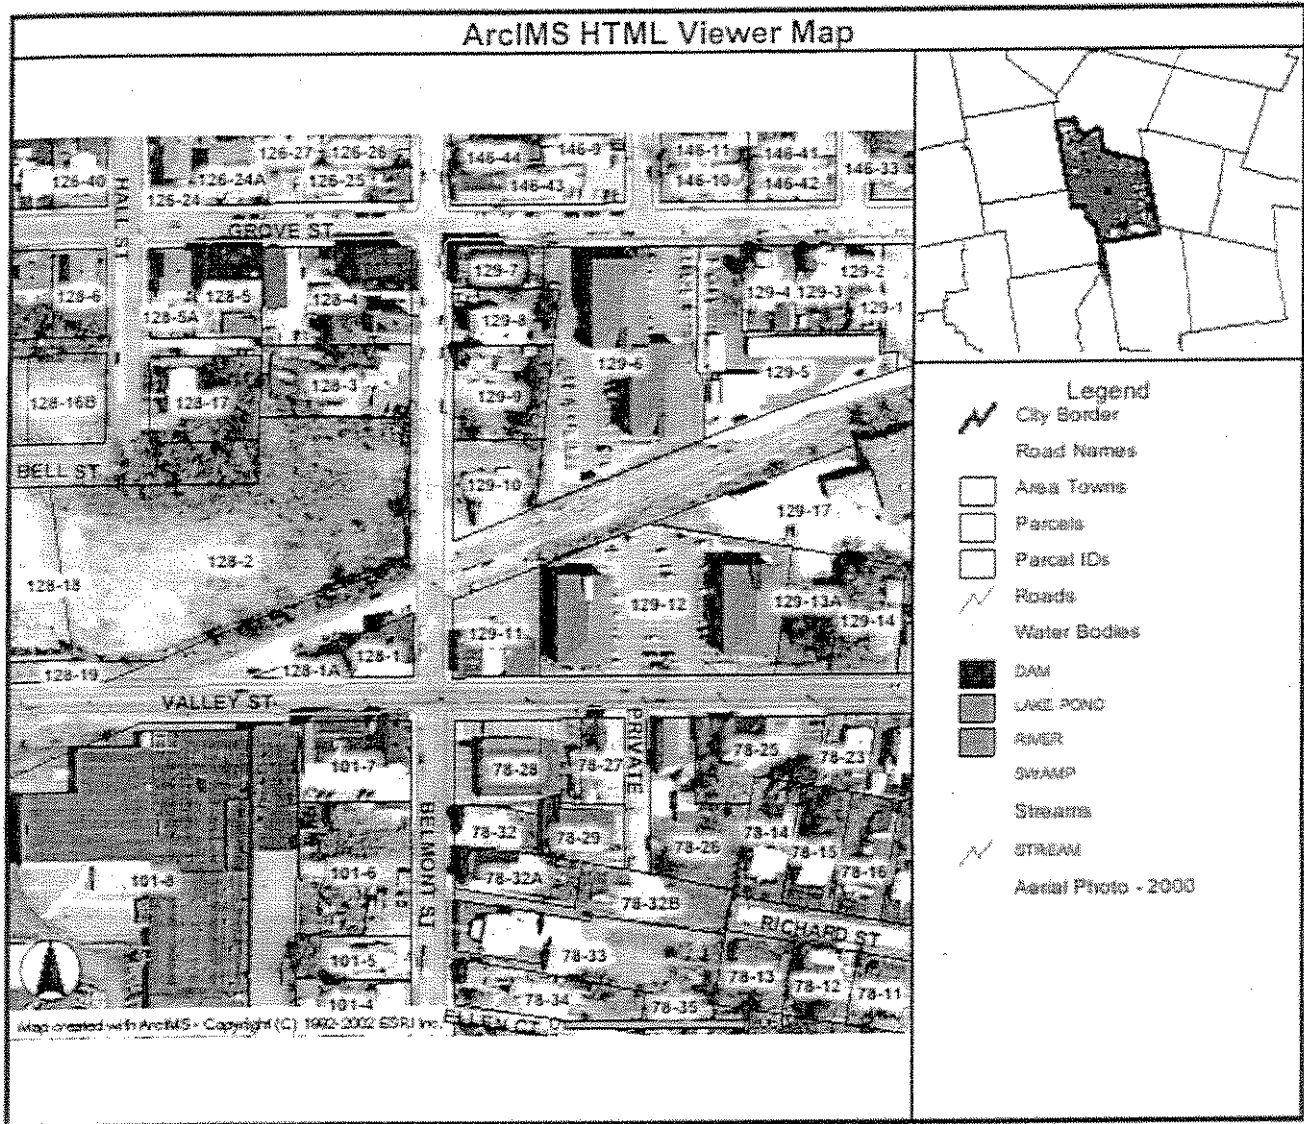 ArcIMS HTML Viewer Map
126-27 126-26
146-44 146-9 146-11 146-41
126-40 126-24A 126-25 146-43 146-10 146-42 146-33
126-24
HALL ST
GROVE ST
129-7 129-2
128-6 128-5 128-4 129-4 129-3 129-1
128-5A 129-8
129-6 129-5
128-16B 128-17 128-3 129-9
BELL ST
129-10
129-17
128-2
128-18
129-12 129-13A
129-11 129-14
128-19 128-1A 128-1
VALLEY ST
PRIVATE
101-7 78-28 78-27 78-25 78-23
BELMONT ST
78-32 78-29 78-26 78-14 78-15
101-8 101-6 78-32A 78-16
78-32B
RICHARD ST
101-5 78-33 78-13 78-12 78-11
101-4 78-34 78-35
ELLEN CT
Map created with ArcIMS - Copyright (C) 1992-2002 ESRI Inc.
Legend
City Border
Road Names
Area Towns
Parcels
Parcel IDs
Roads
Water Bodies
DAM
LAKE POND
RIVER
SWAMP
Streams
STREAM
Aerial Photo - 2000